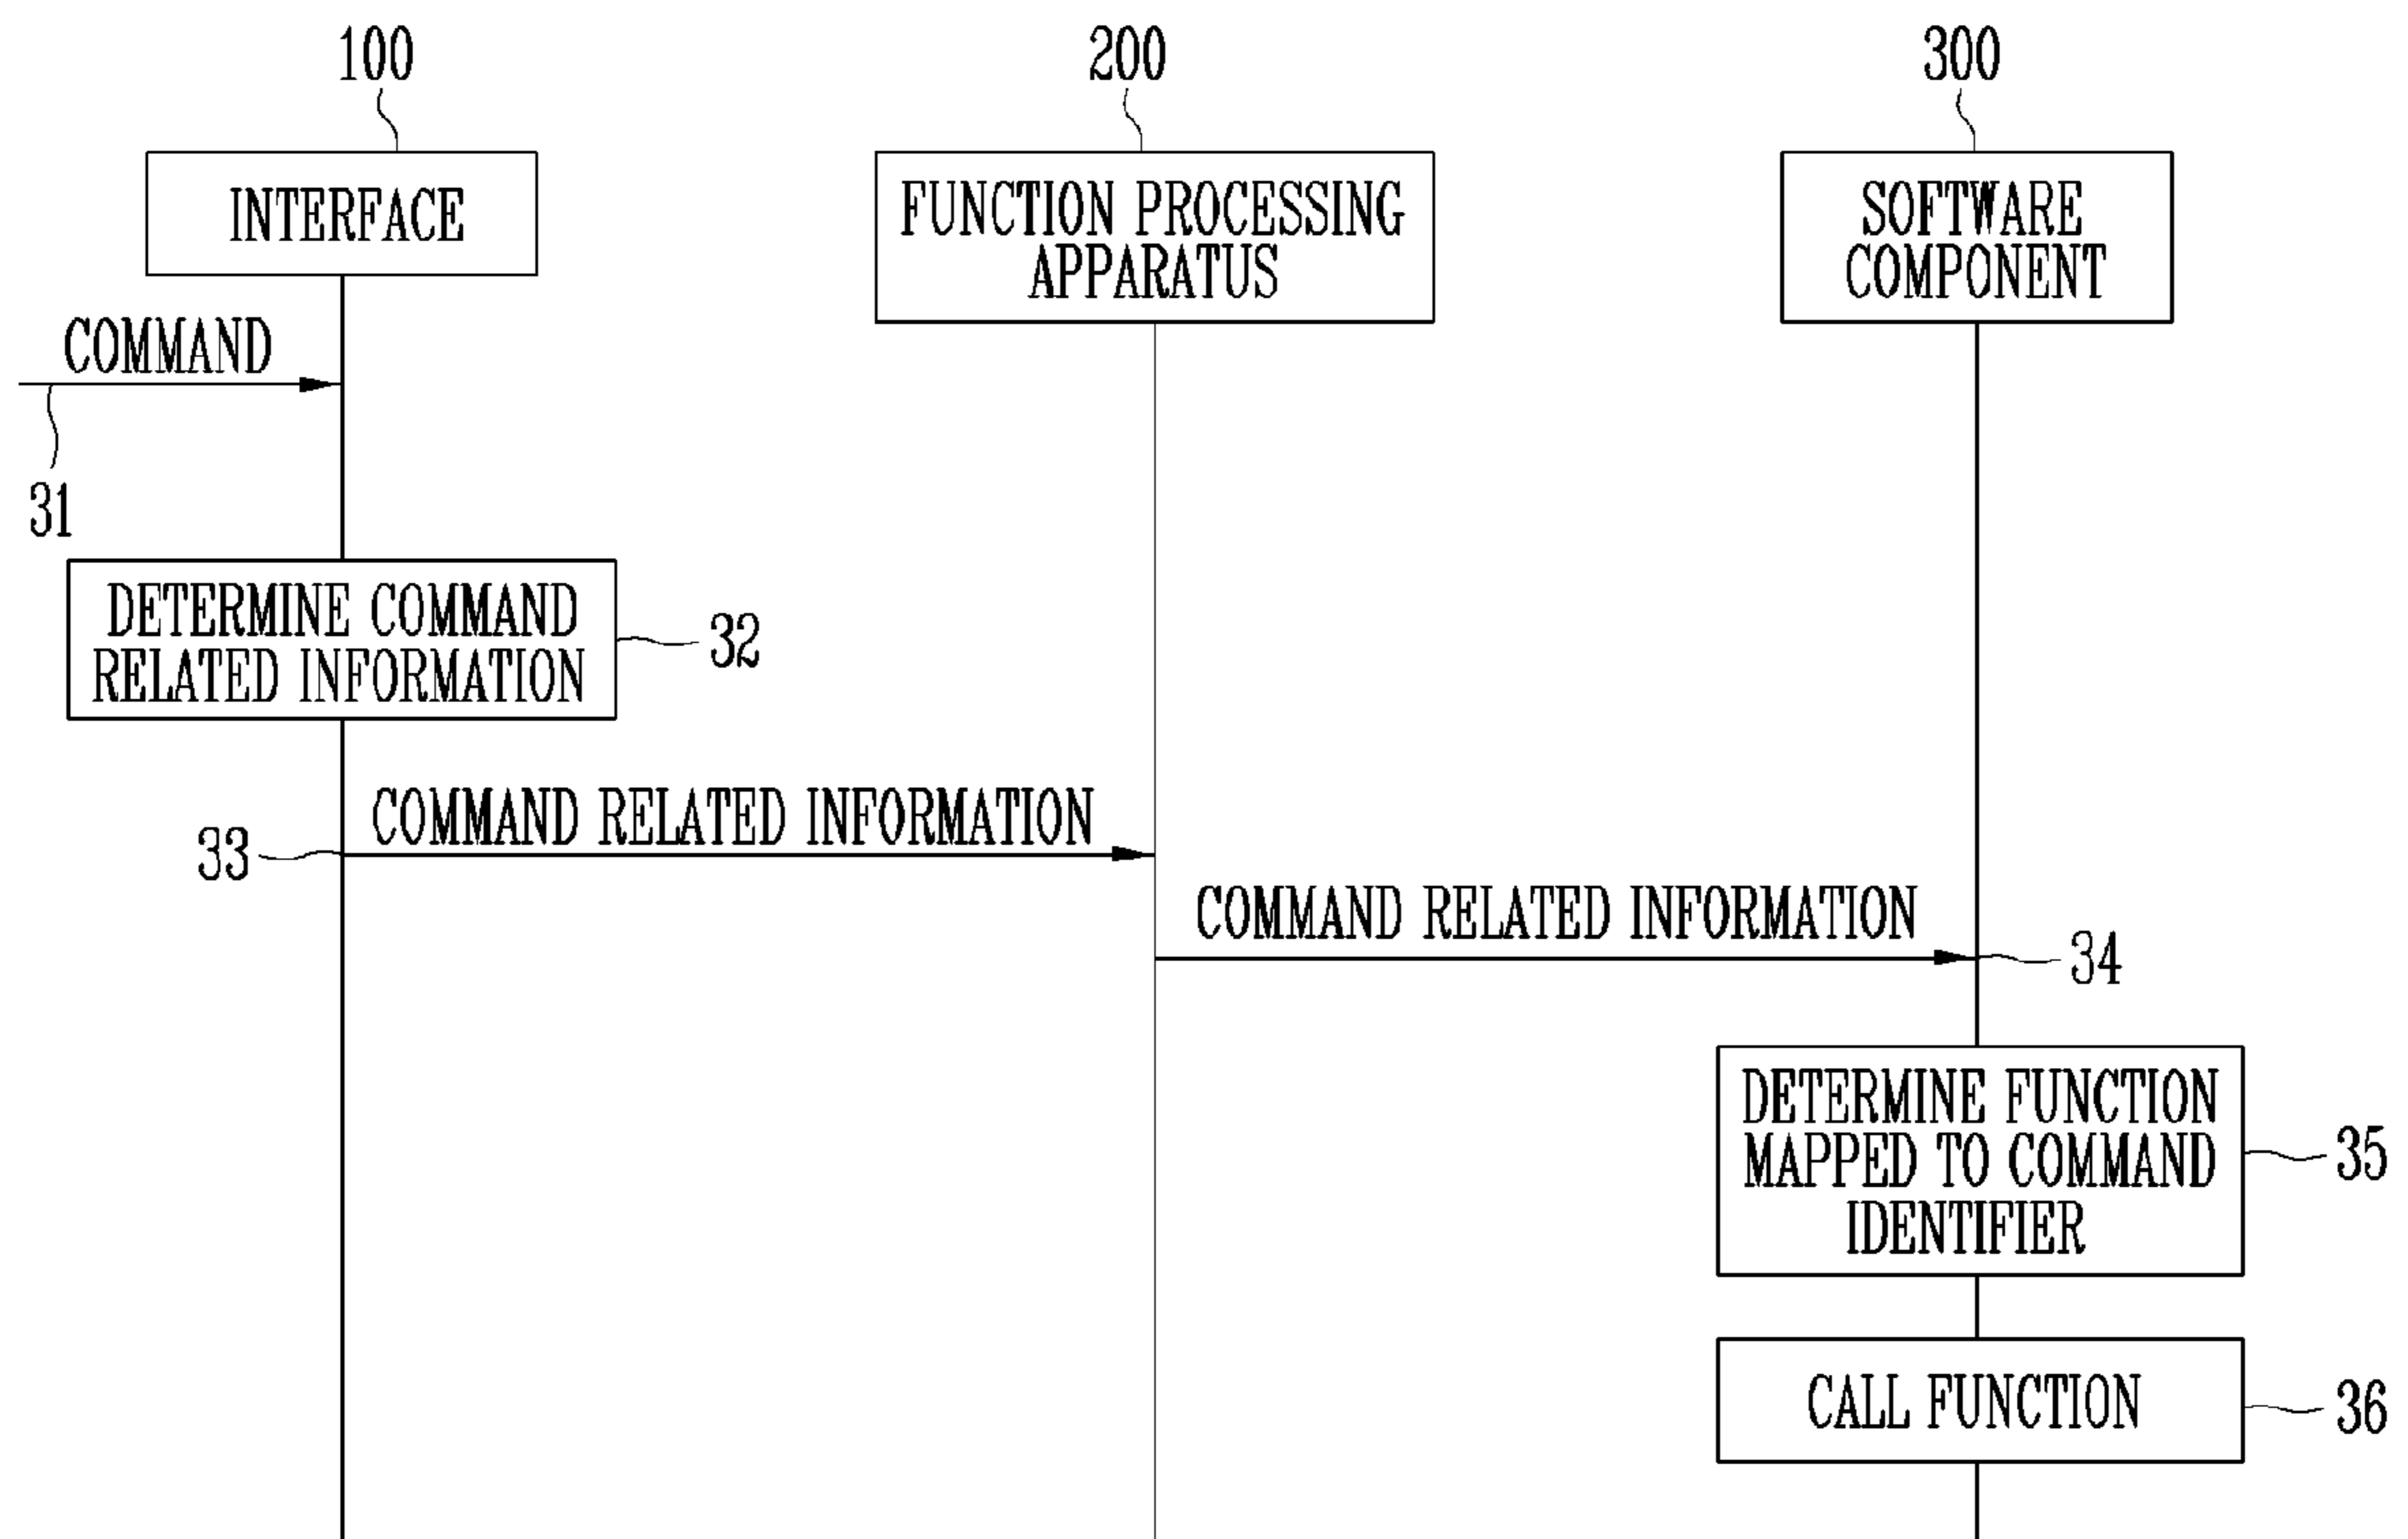 100
200
300
INTERFACE
FUNCTION PROCESSING
APPARATUS
SOFTWARE
COMPONENT
COMMAND
31
DETERMINE COMMAND
RELATED INFORMATION
32
COMMAND RELATED INFORMATION
33
COMMAND RELATED INFORMATION
34
DETERMINE FUNCTION
MAPPED TO COMMAND
IDENTIFIER
35
CALL FUNCTION
36